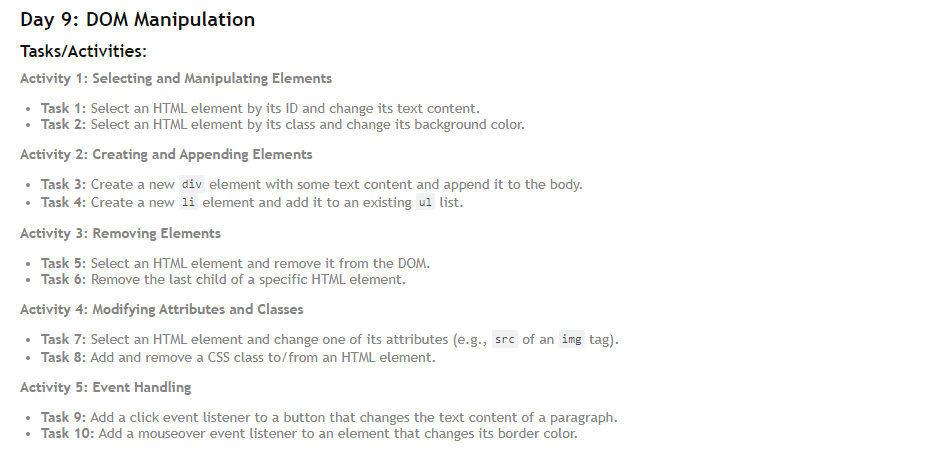 Day 9: DOM Manipulation
Tasks/Activities:
Activity 1: Selecting and Manipulating Elements
• Task 1: Select an HTML element by its ID and change its text content.
• Task 2: Select an HTML element by its class and change its background color.
Activity 2: Creating and Appending Elements
• Task 3: Create a new div element with some text content and append it to the body.
• Task 4: Create a new li element and add it to an existing ul list.
Activity 3: Removing Elements
• Task 5: Select an HTML element and remove it from the DOM.
• Task 6: Remove the last child of a specific HTML element.
Activity 4: Modifying Attributes and Classes
• Task 7: Select an HTML element and change one of its attributes (e.g., src of an img tag).
• Task 8: Add and remove a CSS class to/from an HTML element.
Activity 5: Event Handling
• Task 9: Add a click event listener to a button that changes the text content of a paragraph.
• Task 10: Add a mouseover event listener to an element that changes its border color.